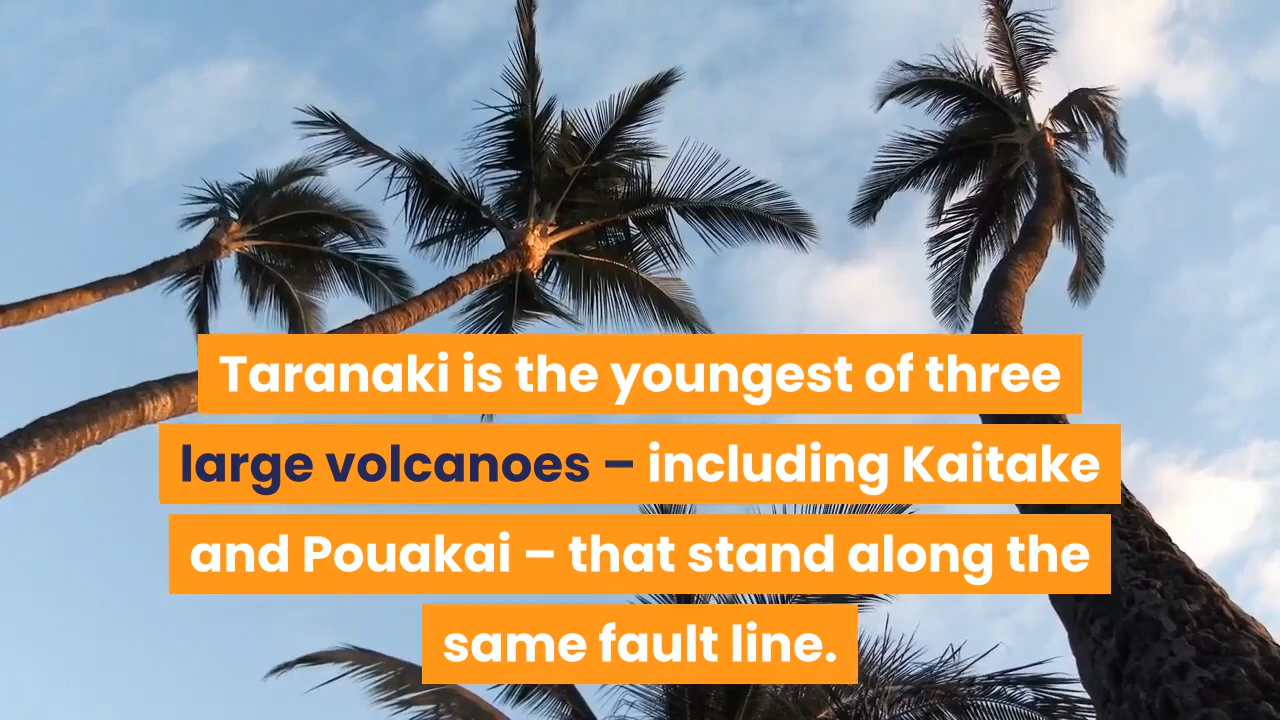 Taranaki is the youngest of three
large volcanoes – including Kaitake
and Pouakai – that stand along the
same fault line.